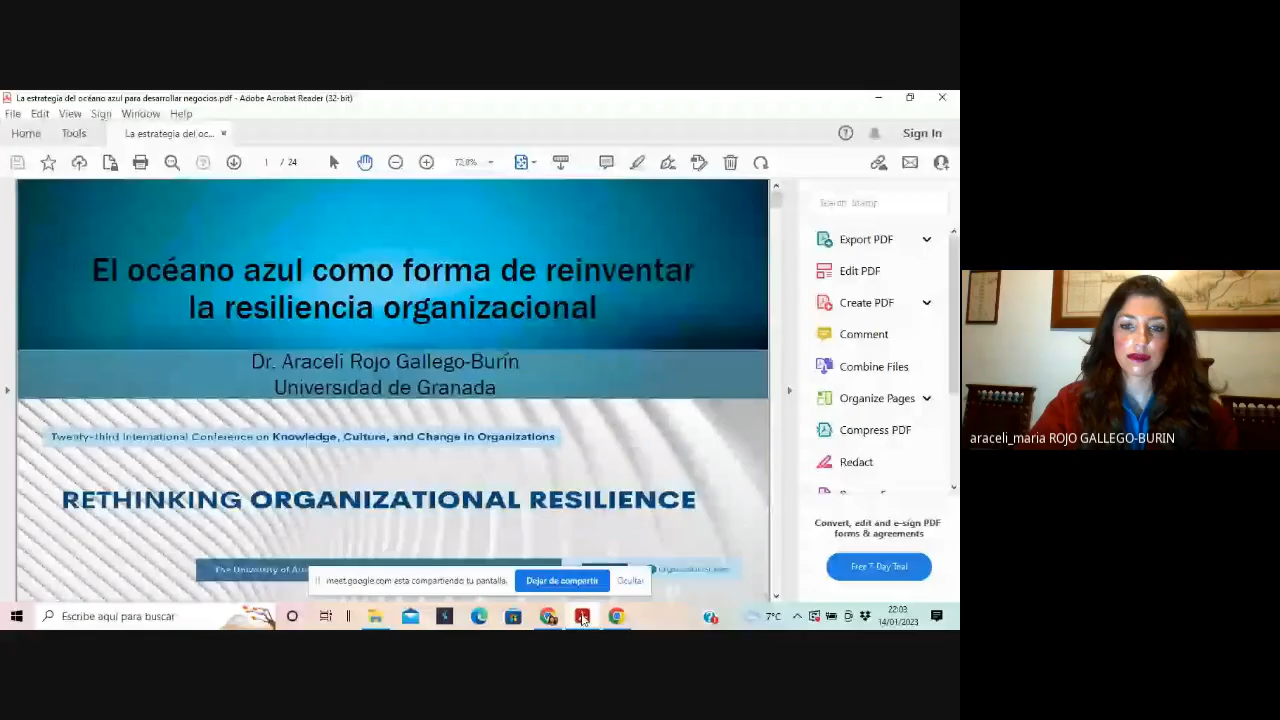 La estrategia del océano azul para desarrollar negocios.pdf - Adobe Acrobat Reader (32-bit)
File Edit View Sign Window Help
Home Tools La estrategia del oc... × Sign In
1 / 24 72,8%
El océano azul como forma de reinventar
la resiliencia organizacional
Dr. Araceli Rojo Gallego-Burín
Universidad de Granada
Twenty-third International Conference on Knowledge, Culture, and Change in Organizations
RETHINKING ORGANIZATIONAL RESILIENCE
The University of
Export PDF
Edit PDF
Create PDF
Comment
Combine Files
Organize Pages
Compress PDF
Redact
Convert, edit and e-sign PDF
forms & agreements
Free 7-Day Trial
meet.google.com está compartiendo tu pantalla. Dejar de compartir Ocultar
Escribe aquí para buscar
7°C
22:03
14/01/2023
araceli_maria ROJO GALLEGO-BURIN